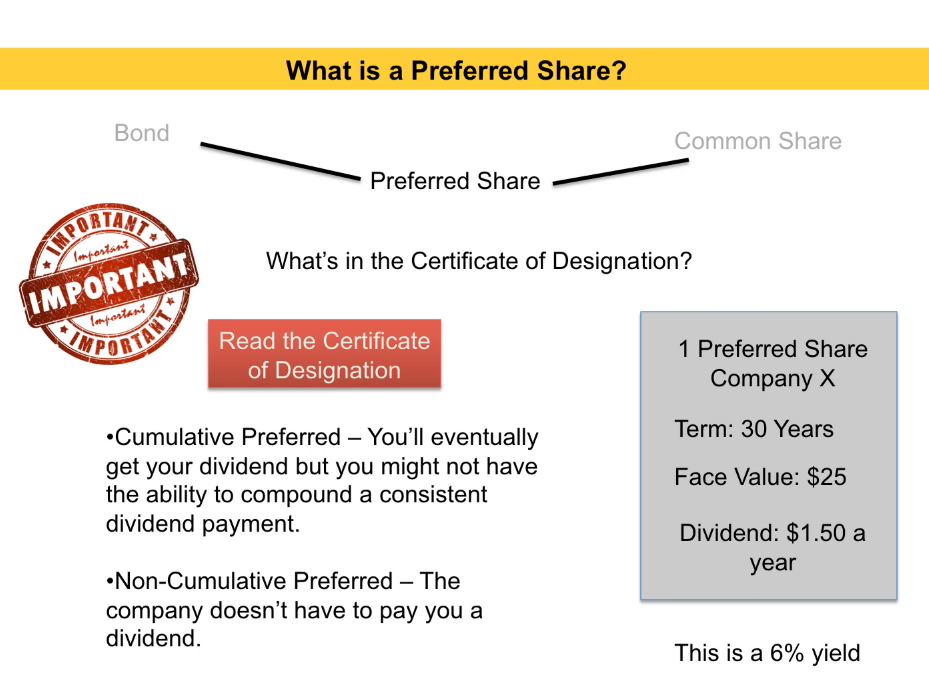 What is a Preferred Share?
Bond
Common Share
Preferred Share
IMPORTANT
Important
IMPORTANT
Important
IMPORTANT
What's in the Certificate of Designation?
Read the Certificate
of Designation
•Cumulative Preferred – You'll eventually
get your dividend but you might not have
the ability to compound a consistent
dividend payment.
•Non-Cumulative Preferred – The
company doesn't have to pay you a
dividend.
1 Preferred Share
Company X
Term: 30 Years
Face Value: $25
Dividend: $1.50 a
year
This is a 6% yield